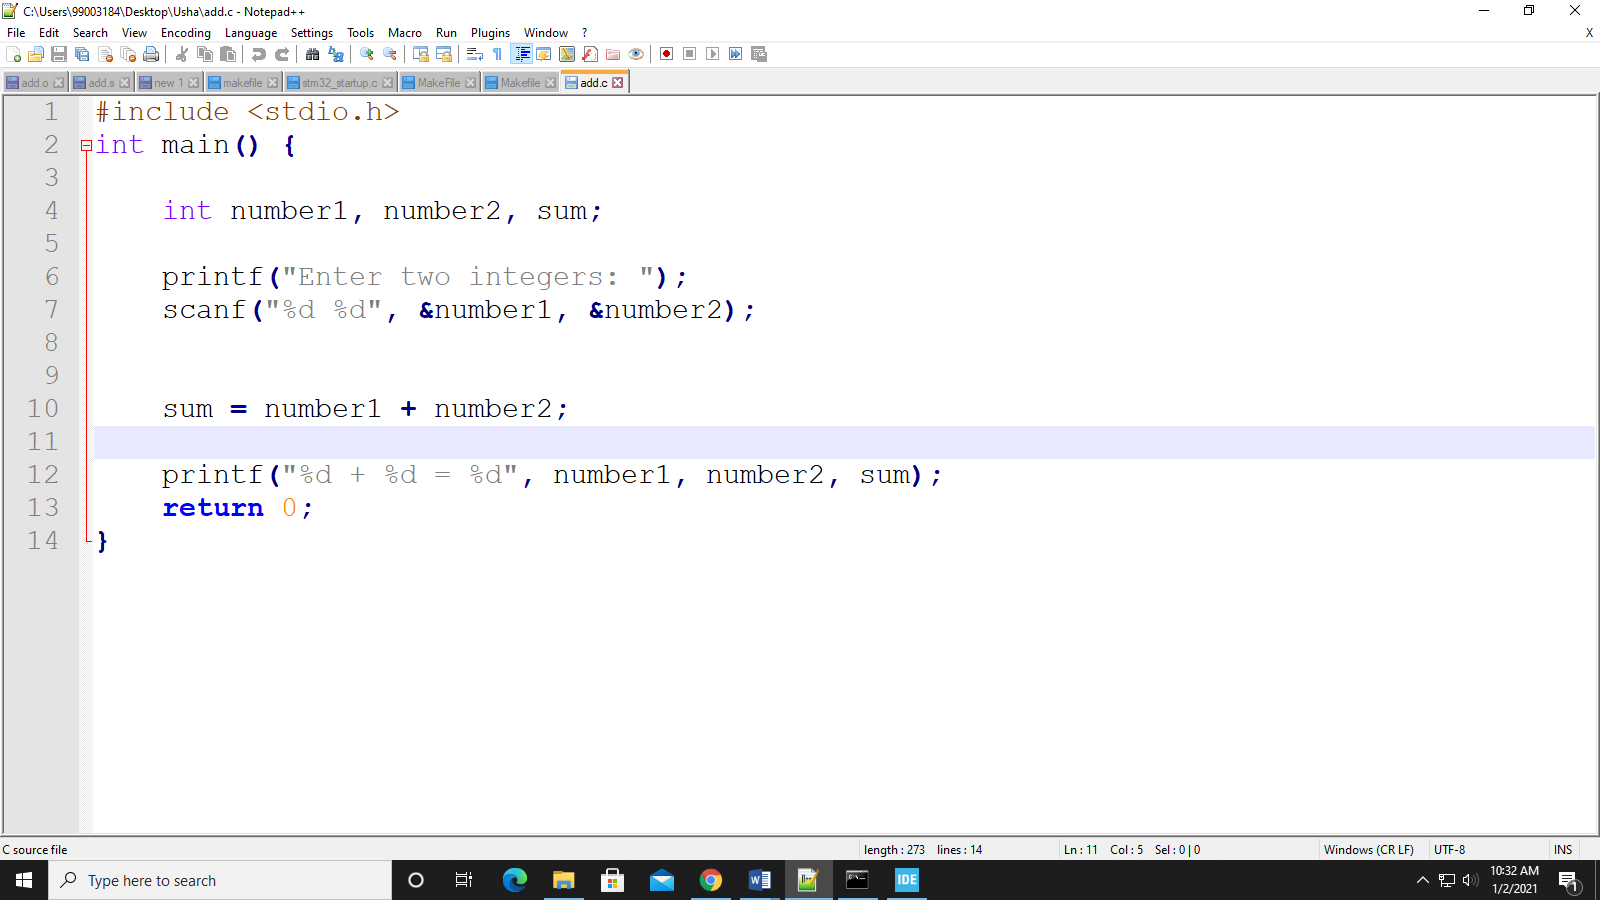 C:\Users\99003184\Desktop\Usha\add.c - Notepad++
File Edit Search View Encoding Language Settings Tools Macro Run Plugins Window ? X
add.o add.s new 1 makefile stm32_startup.c MakeFile Makefile add.c
1 #include <stdio.h>
2 int main() {
3
4 int number1, number2, sum;
5
6 printf("Enter two integers: ");
7 scanf("%d %d", &number1, &number2);
8
9
10 sum = number1 + number2;
11
12 printf("%d + %d = %d", number1, number2, sum);
13 return 0;
14 }
C source file length : 273 lines : 14 Ln : 11 Col : 5 Sel : 0 | 0 Windows (CR LF) UTF-8 INS
Type here to search IDE 10:32 AM
1/2/2021 1